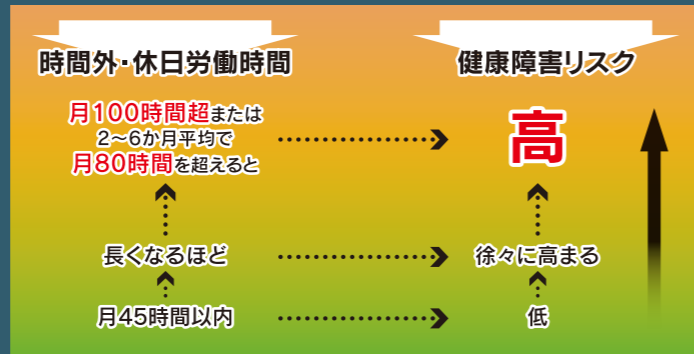 時間外・休日労働時間
健康障害リスク
月100時間超または
2〜6か月平均で
月80時間を超えると
高
長くなるほど
徐々に高まる
月45時間以内
低